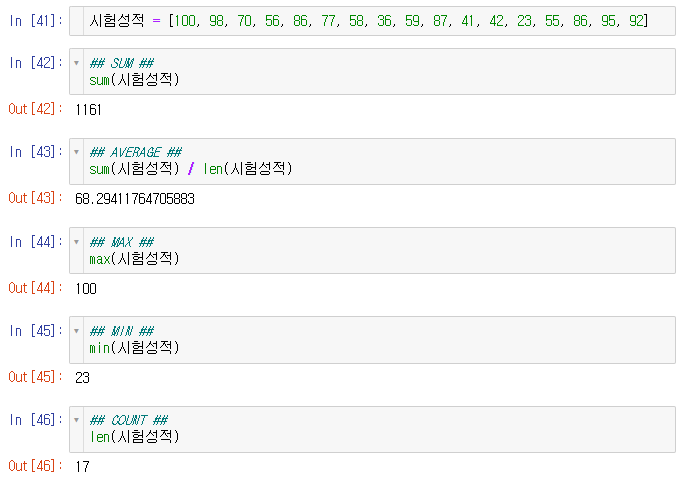 In [41]: 시험성적 = [100, 98, 70, 56, 86, 77, 58, 36, 59, 87, 41, 42, 23, 55, 86, 95, 92]
In [42]: ## SUM ##
sum(시험성적)
Out[42]: 1161
In [43]: ## AVERAGE ##
sum(시험성적) / len(시험성적)
Out[43]: 68.29411764705883
In [44]: ## MAX ##
max(시험성적)
Out[44]: 100
In [45]: ## MIN ##
min(시험성적)
Out[45]: 23
In [46]: ## COUNT ##
len(시험성적)
Out[46]: 17